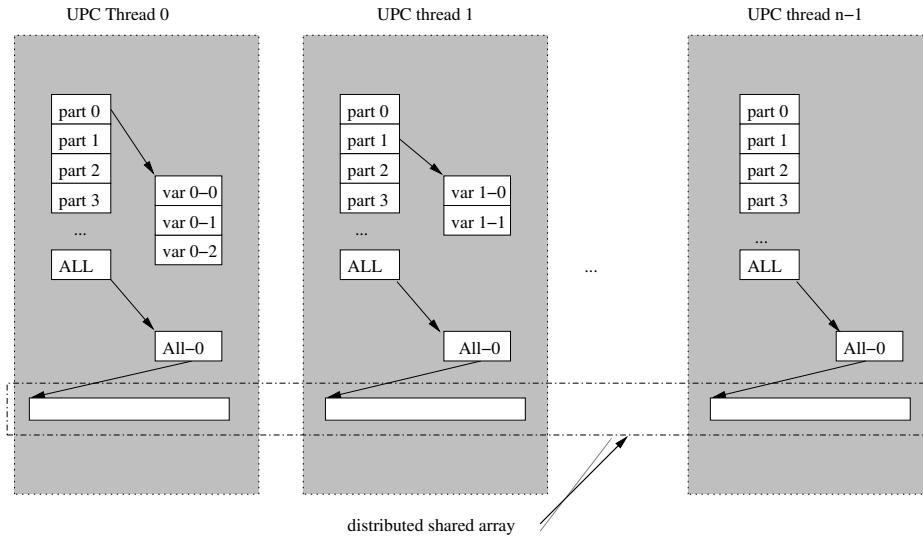 UPC Thread 0
part 0
part 1
part 2
part 3
...
ALL
var 0−0
var 0−1
var 0−2
All−0
UPC thread 1
part 0
part 1
part 2
part 3
...
ALL
var 1−0
var 1−1
All−0
...
UPC thread n−1
part 0
part 1
part 2
part 3
...
ALL
All−0
distributed shared array